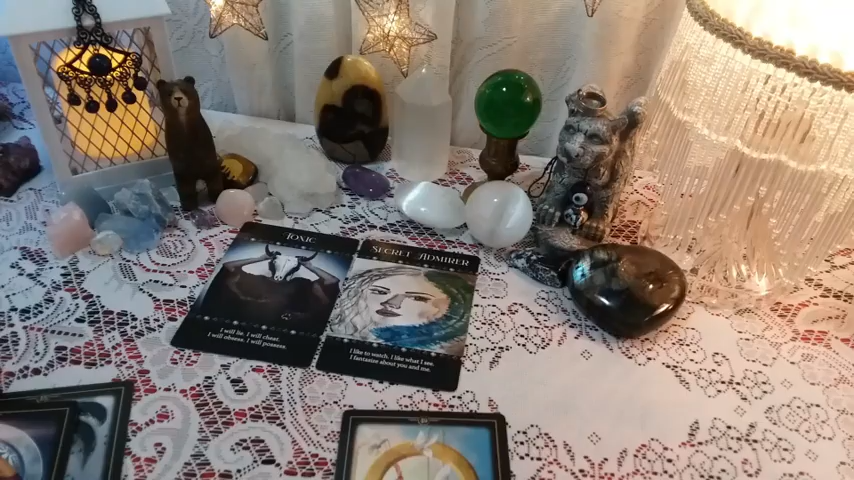 TOXIC
I will lie. I will cheat.
I will obsess. I will possess.
SECRET ADMIRER
I like to watch. I like what I see.
I fantasize about you and me.